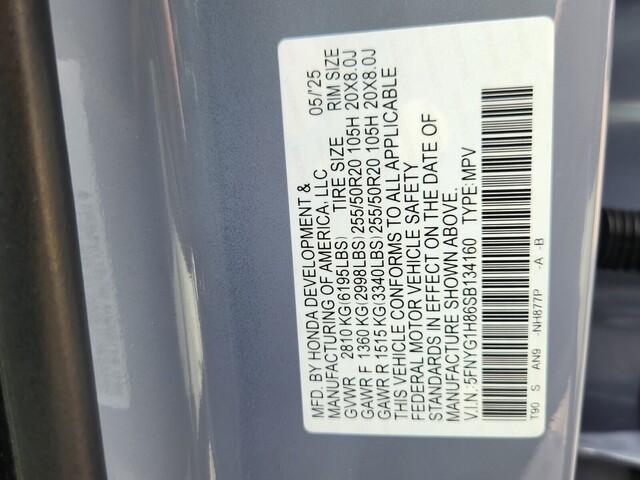 MFD. BY HONDA DEVELOPMENT &
MANUFACTURING OF AMERICA, LLC 05/'25
GVWR 2810 KG(6195LBS) TIRE SIZE RIM SIZE
GAWR F 1360 KG(2998LBS) 255/50R20 105H 20X8.0J
GAWR R 1515 KG(3340LBS) 255/50R20 105H 20X8.0J
THIS VEHICLE CONFORMS TO ALL APPLICABLE
FEDERAL MOTOR VEHICLE SAFETY
STANDARDS IN EFFECT ON THE DATE OF
MANUFACTURE SHOWN ABOVE.
V.I.N.:5FNYG1H86SB134160 TYPE: MPV
T90 S AN9 -NH877P -A -B